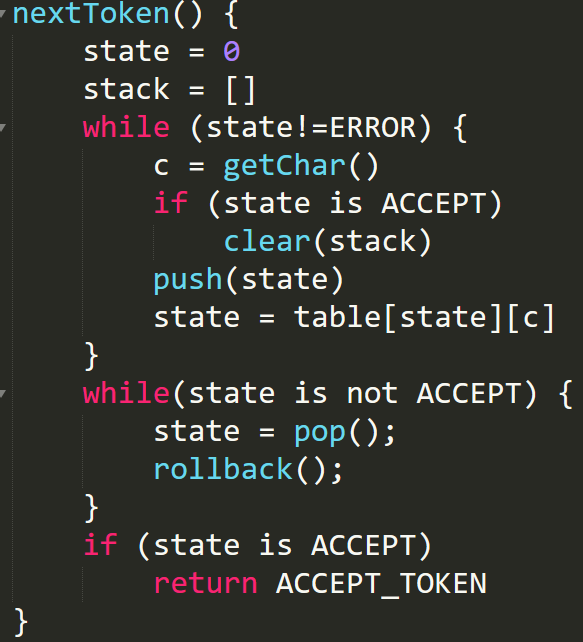 nextToken() {
    state = 0
    stack = []
    while (state!=ERROR) {
        c = getChar()
        if (state is ACCEPT)
            clear(stack)
        push(state)
        state = table[state][c]
    }
    while(state is not ACCEPT) {
        state = pop();
        rollback();
    }
    if (state is ACCEPT)
        return ACCEPT_TOKEN
}